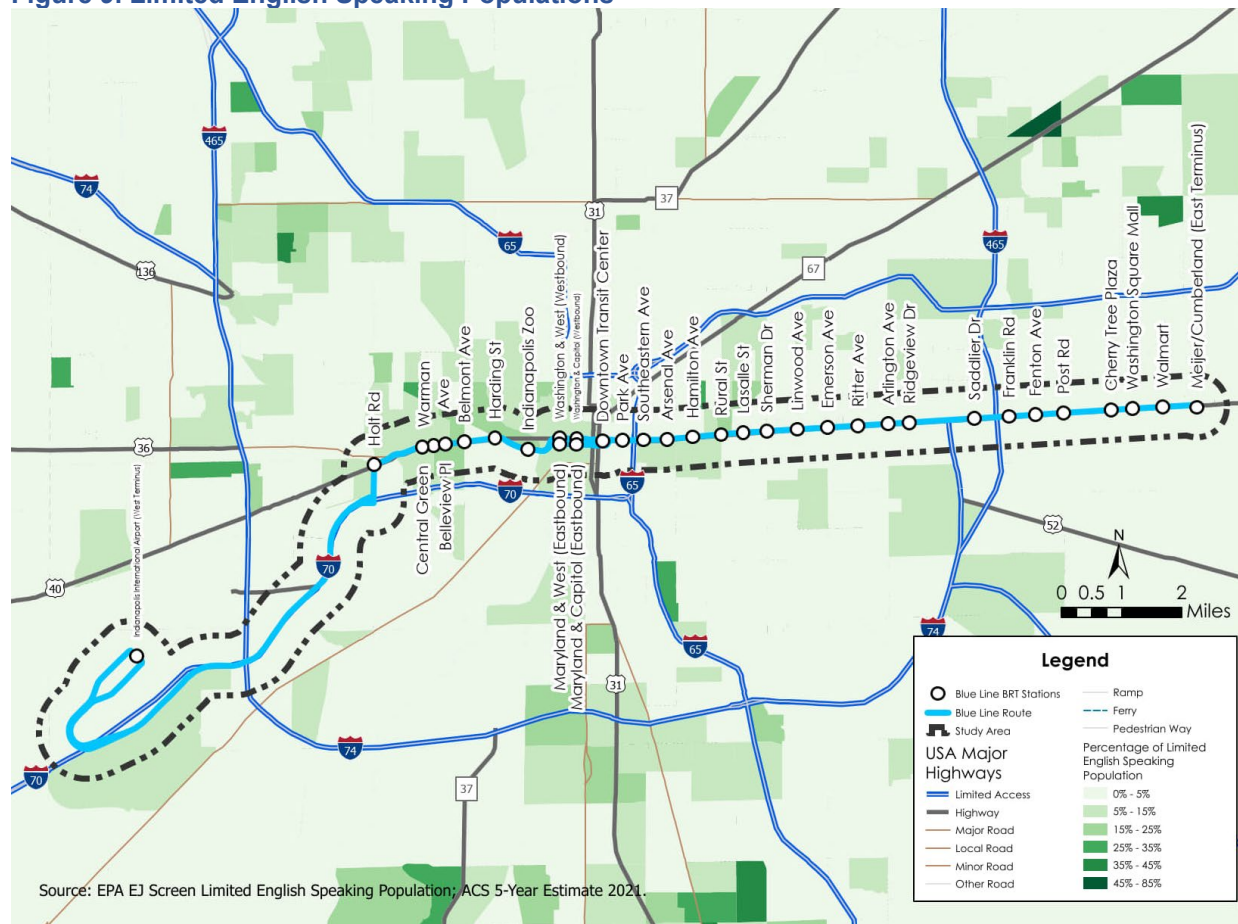 Figure 9. Limited English Speaking Populations
465
74
136
65
31
37
67
465
36
40
70
70
70
65
65
31
37
74
74
52
Indianapolis International Airport (West Terminus)
Holt Rd
Central Green
Warman
Ave
Belleview Pl
Belmont Ave
Harding St
Indianapolis Zoo
Washington & West (Westbound)
Washington & Capitol (Westbound)
Maryland & West (Eastbound)
Maryland & Capitol (Eastbound)
Downtown Transit Center
Park Ave
Southeastern Ave
Arsenal Ave
Hamilton Ave
Rural St
Lasalle St
Sherman Dr
Linwood Ave
Emerson Ave
Ritter Ave
Arlington Ave
Ridgeview Dr
Saddlier Dr
Franklin Rd
Fenton Ave
Post Rd
Cherry Tree Plaza
Washington Square Mall
Walmart
Meijer/Cumberland (East Terminus)
N
0 0.5 1 2
Miles
Legend
Blue Line BRT Stations
Blue Line Route
Study Area
USA Major
Highways
Limited Access
Highway
Major Road
Local Road
Minor Road
Other Road
Ramp
Ferry
Pedestrian Way
Percentage of Limited
English Speaking
Population
0% - 5%
5% - 15%
15% - 25%
25% - 35%
35% - 45%
45% - 85%
Source: EPA EJ Screen Limited English Speaking Population; ACS 5-Year Estimate 2021.